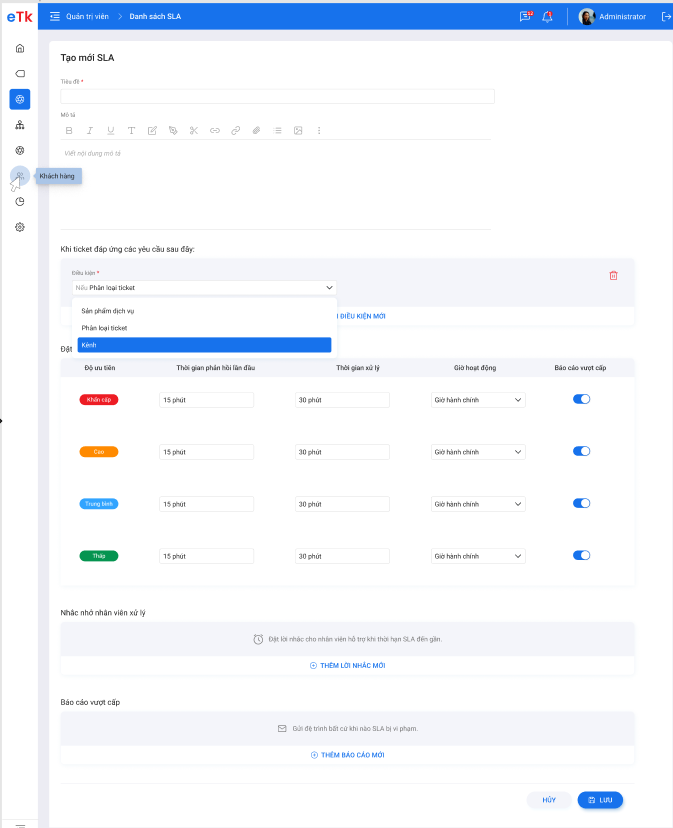 eTk
Quản trị viên > Danh sách SLA
Administrator
Tạo mới SLA
Tiêu đề *
Mô tả
Viết nội dung mô tả
Khách hàng
Khi ticket đáp ứng các yêu cầu sau đây:
Điều kiện *
Nếu Phân loại ticket
Sản phẩm dịch vụ
Phân loại ticket
Kênh
ĐIỀU KIỆN MỚI
Đặt
Độ ưu tiên Thời gian phản hồi lần đầu Thời gian xử lý Giờ hoạt động Báo cáo vượt cấp
Khẩn cấp 15 phút 30 phút Giờ hành chính
Cao 15 phút 30 phút Giờ hành chính
Trung bình 15 phút 30 phút Giờ hành chính
Thấp 15 phút 30 phút Giờ hành chính
Nhắc nhở nhân viên xử lý
Đặt lời nhắc cho nhân viên hỗ trợ khi thời hạn SLA đến gần.
THÊM LỜI NHẮC MỚI
Báo cáo vượt cấp
Gửi đệ trình bất cứ khi nào SLA bị vi phạm.
THÊM BÁO CÁO MỚI
HỦY
LƯU